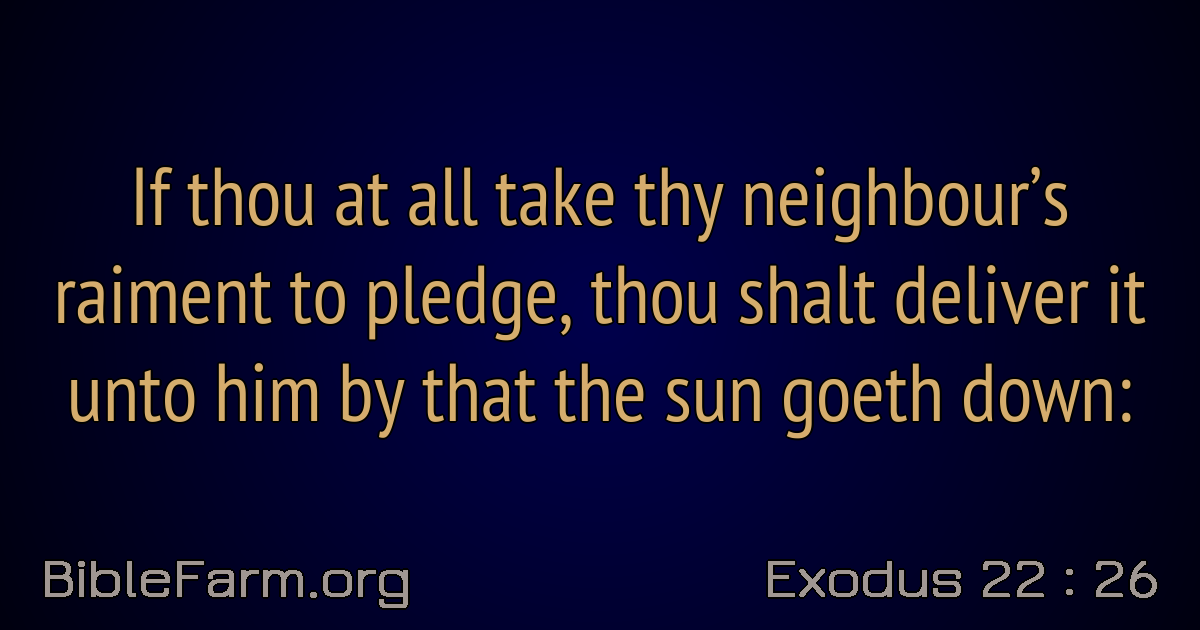 If thou at all take thy neighbour’s
raiment to pledge, thou shalt deliver it
unto him by that the sun goeth down:
BibleFarm.org
Exodus 22 : 26